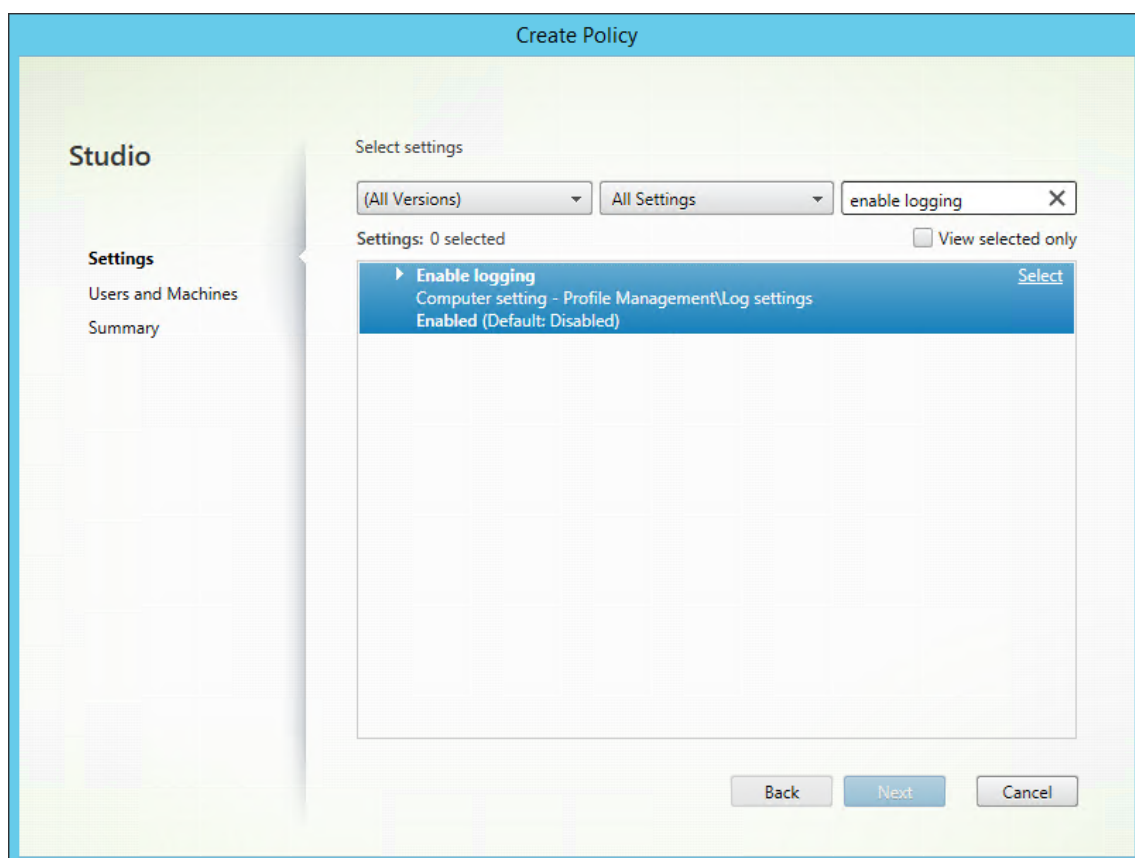 Create Policy
Studio
Settings
Users and Machines
Summary
Select settings
(All Versions)
All Settings
enable logging
Settings: 0 selected
View selected only
Enable logging
Select
Computer setting - Profile Management\Log settings
Enabled (Default: Disabled)
Back
Next
Cancel